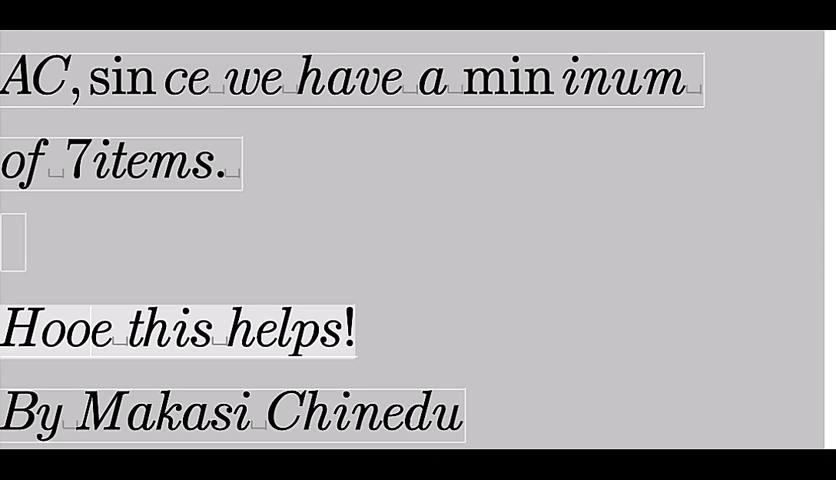 AC, since we have a mininum
of 7items.
Hooe this helps!
By Makasi Chinedu